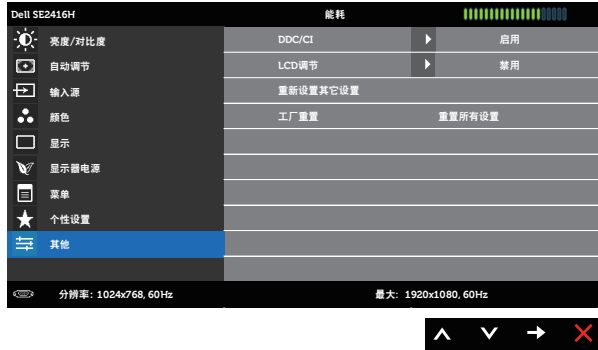 Dell SE2416H 能耗
亮度/对比度 DDC/CI 启用
自动调节 LCD调节 禁用
输入源 重新设置其它设置
颜色 工厂重置 重置所有设置
显示
显示器电源
菜单
个性设置
其他
分辨率: 1024x768, 60Hz 最大: 1920x1080, 60Hz